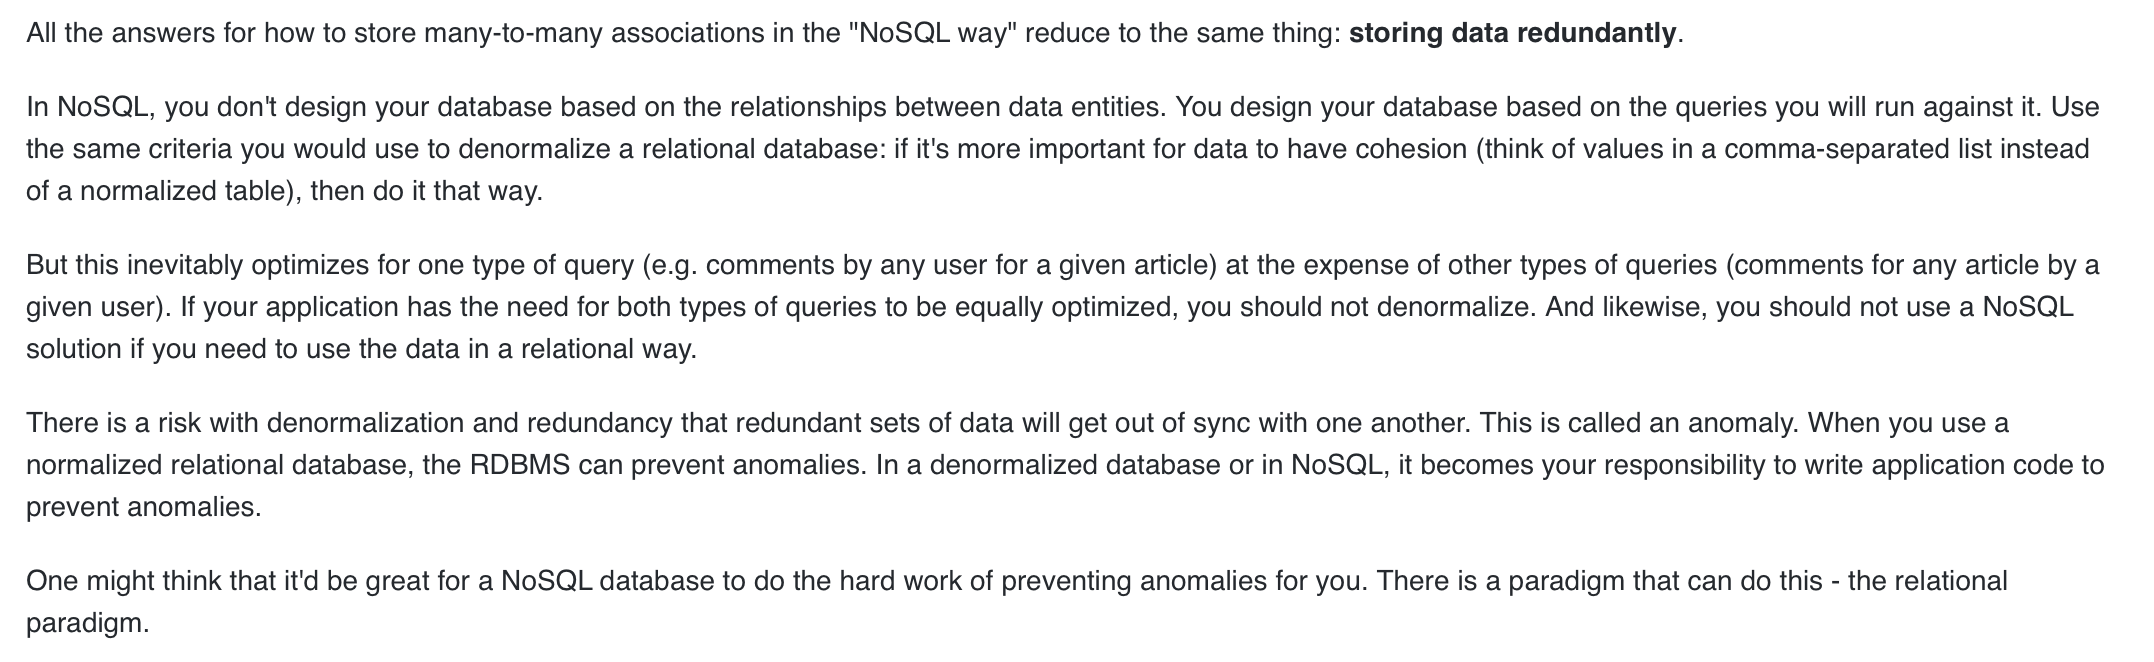 All the answers for how to store many-to-many associations in the "NoSQL way" reduce to the same thing: storing data redundantly.
In NoSQL, you don't design your database based on the relationships between data entities. You design your database based on the queries you will run against it. Use
the same criteria you would use to denormalize a relational database: if it's more important for data to have cohesion (think of values in a comma-separated list instead
of a normalized table), then do it that way.
But this inevitably optimizes for one type of query (e.g. comments by any user for a given article) at the expense of other types of queries (comments for any article by a
given user). If your application has the need for both types of queries to be equally optimized, you should not denormalize. And likewise, you should not use a NoSQL
solution if you need to use the data in a relational way.
There is a risk with denormalization and redundancy that redundant sets of data will get out of sync with one another. This is called an anomaly. When you use a
normalized relational database, the RDBMS can prevent anomalies. In a denormalized database or in NoSQL, it becomes your responsibility to write application code to
prevent anomalies.
One might think that it'd be great for a NoSQL database to do the hard work of preventing anomalies for you. There is a paradigm that can do this - the relational
paradigm.